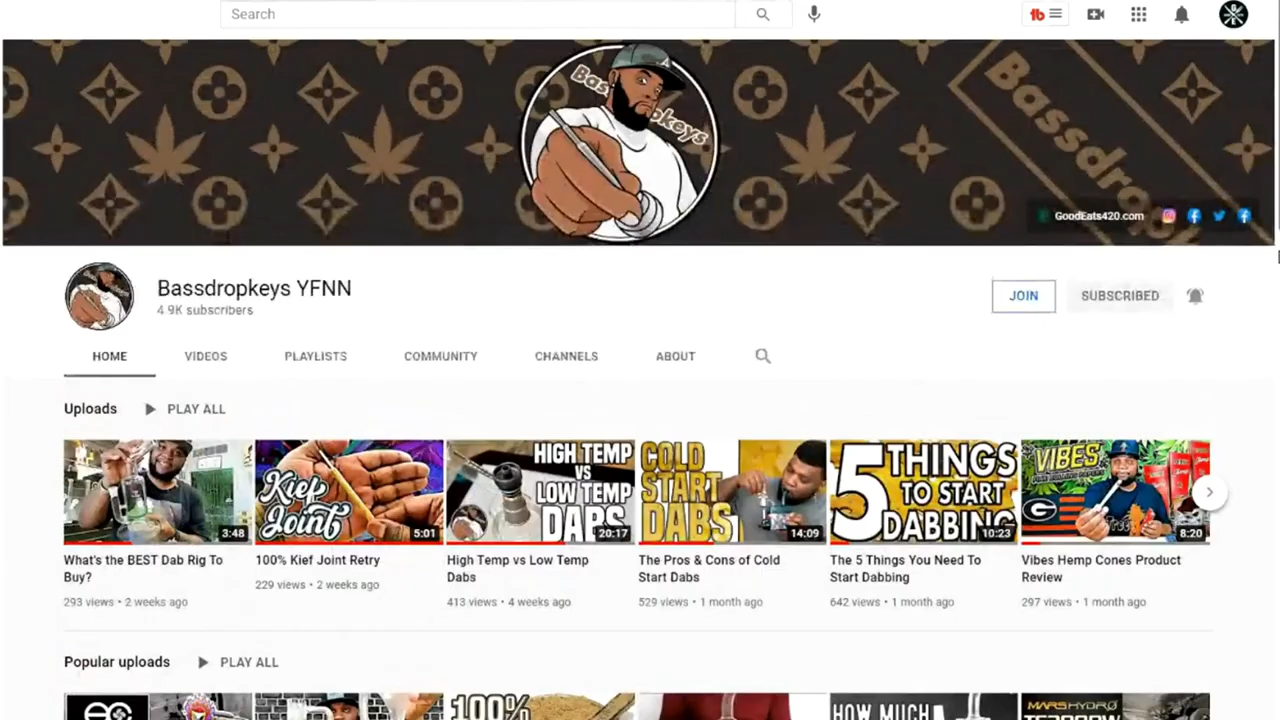 Search
Bassdropkeys
Bassdrop
GoodEats420.com
Bassdropkeys YFNN
4.9K subscribers
JOIN
SUBSCRIBED
HOME
VIDEOS
PLAYLISTS
COMMUNITY
CHANNELS
ABOUT
Uploads
PLAY ALL
3:48
Kief
Joint
5:01
HIGH TEMP
VS
LOW TEMP
DABS
20:17
COLD
START
DABS
14:09
5 THINGS
TO START
DABBING
10:23
VIBES
8:20
What's the BEST Dab Rig To
Buy?
293 views • 2 weeks ago
100% Kief Joint Retry
229 views • 2 weeks ago
High Temp vs Low Temp
Dabs
413 views • 4 weeks ago
The Pros & Cons of Cold
Start Dabs
529 views • 1 month ago
The 5 Things You Need To
Start Dabbing
642 views • 1 month ago
Vibes Hemp Cones Product
Review
297 views • 1 month ago
Popular uploads
PLAY ALL
100%
HOW MUCH
MARS HYDRO